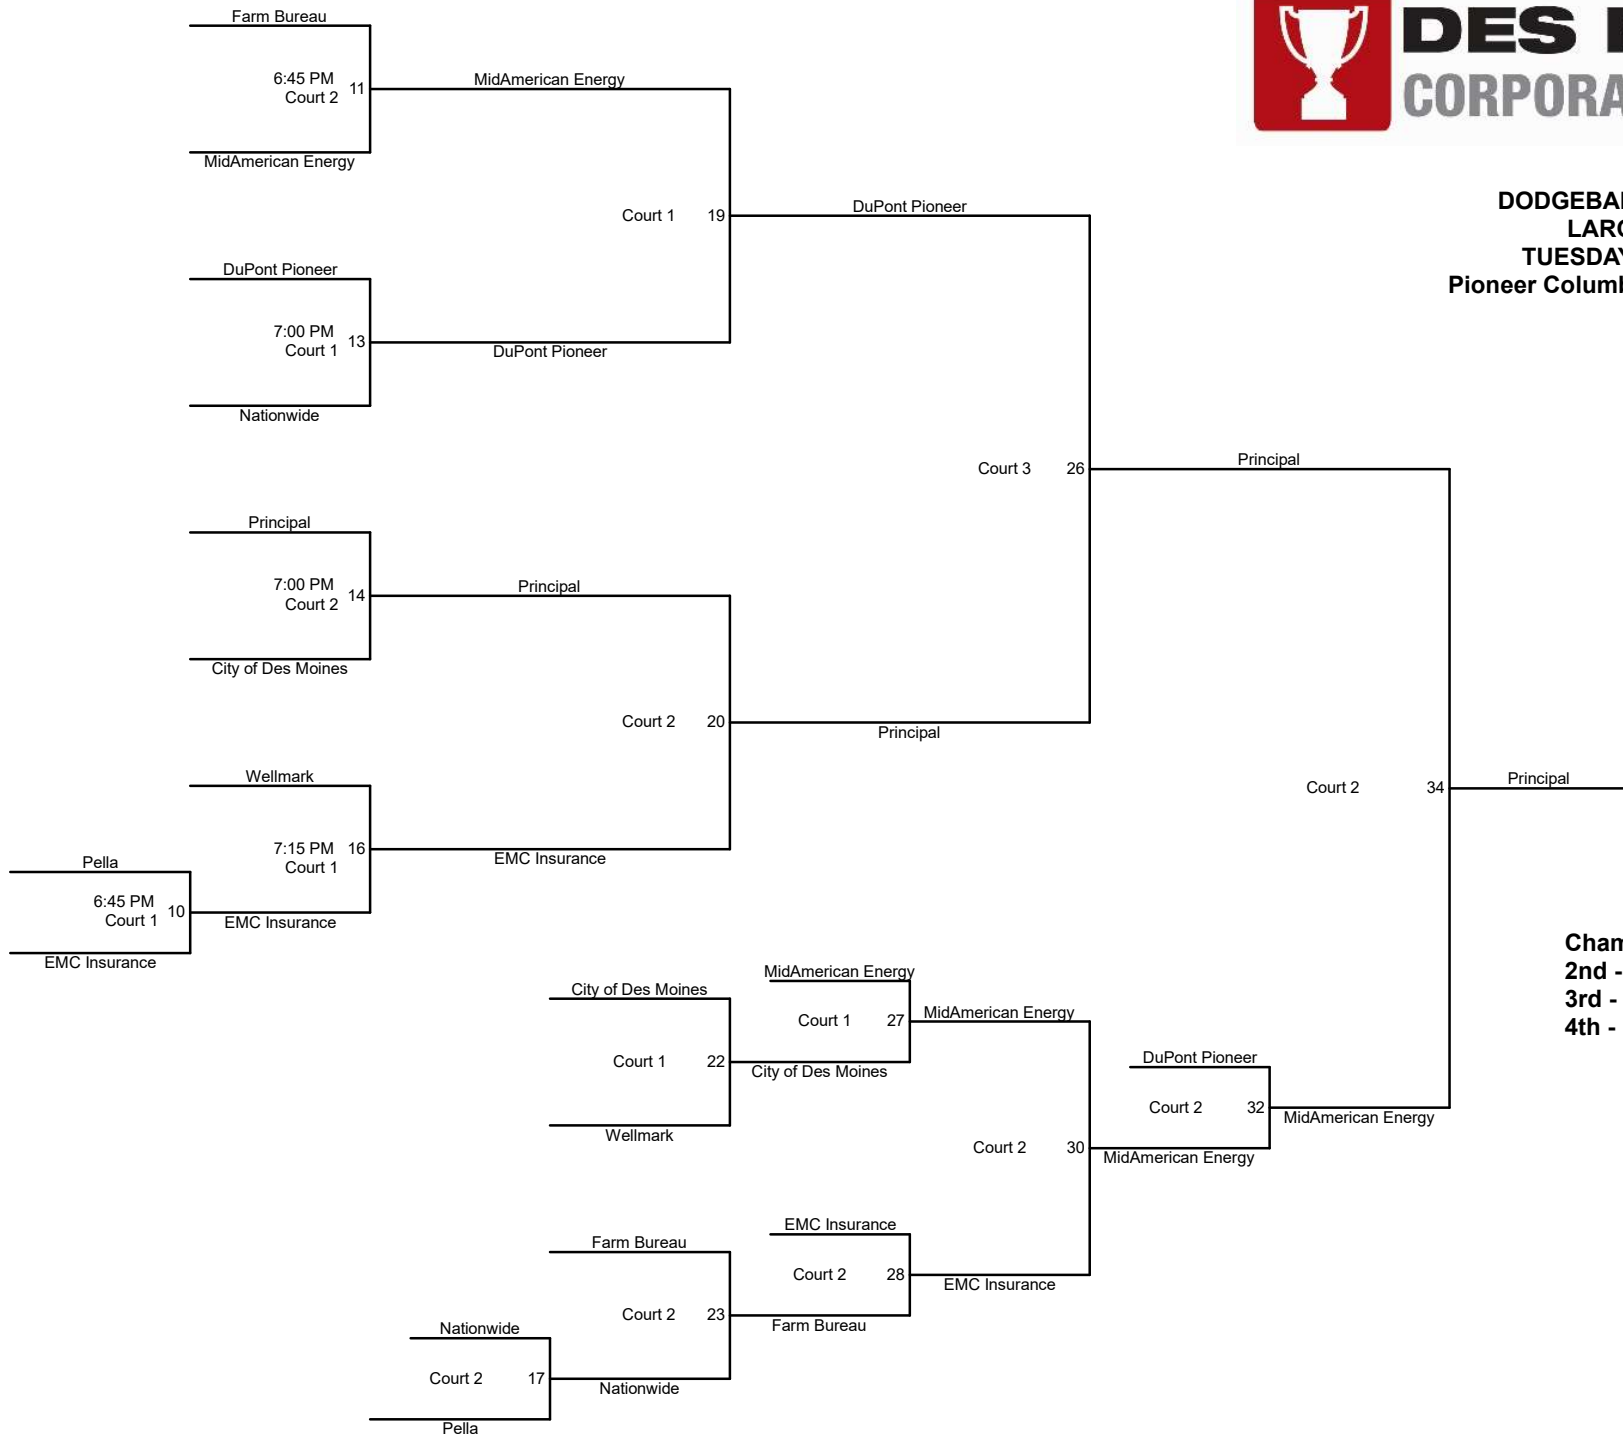 Farm Bureau
6:45 PM
Court 2 11
MidAmerican Energy
MidAmerican Energy
Court 1 19
DuPont Pioneer
DuPont Pioneer
7:00 PM
Court 1 13
DuPont Pioneer
Nationwide
Court 3 26
Principal
Principal
7:00 PM
Court 2 14
Principal
City of Des Moines
Court 2 20
Principal
Wellmark
7:15 PM
Court 1 16
EMC Insurance
Pella
6:45 PM
Court 1 10
EMC Insurance
EMC Insurance
Court 2 34
Principal
City of Des Moines
Court 1 22
Wellmark
MidAmerican Energy
Court 1 27
City of Des Moines
MidAmerican Energy
Court 2 30
DuPont Pioneer
Court 2 32
MidAmerican Energy
MidAmerican Energy
EMC Insurance
Court 2 28
EMC Insurance
Farm Bureau
Farm Bureau
Court 2 23
Nationwide
Nationwide
Court 2 17
Pella
DES
CORPORA
DODGEBA
LARG
TUESDAY
Pioneer Columb
Cham
2nd -
3rd -
4th -